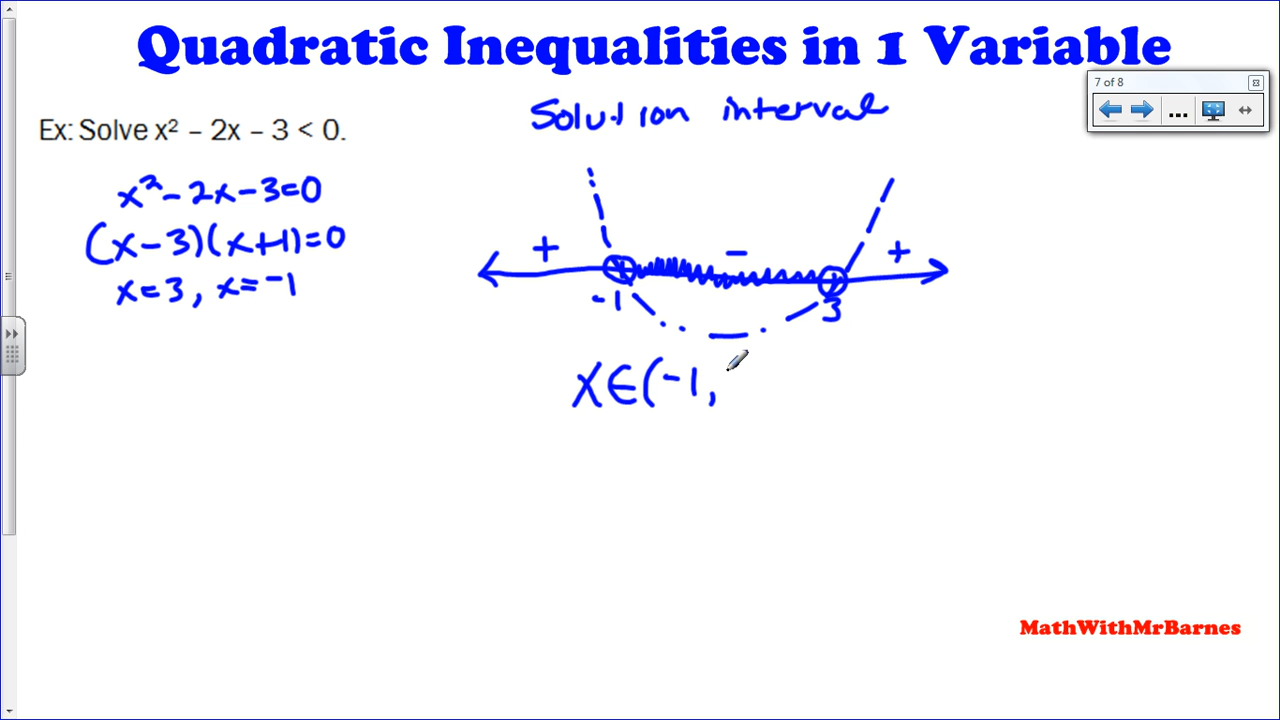 Quadratic Inequalities in 1 Variable
7 of 8
Ex: Solve x² – 2x – 3 < 0.
Solution interval
x²-2x-3=0
(x-3)(x+1)=0
x=3, x=-1
+ - +
-1 3
X∈(-1,
MathWithMrBarnes